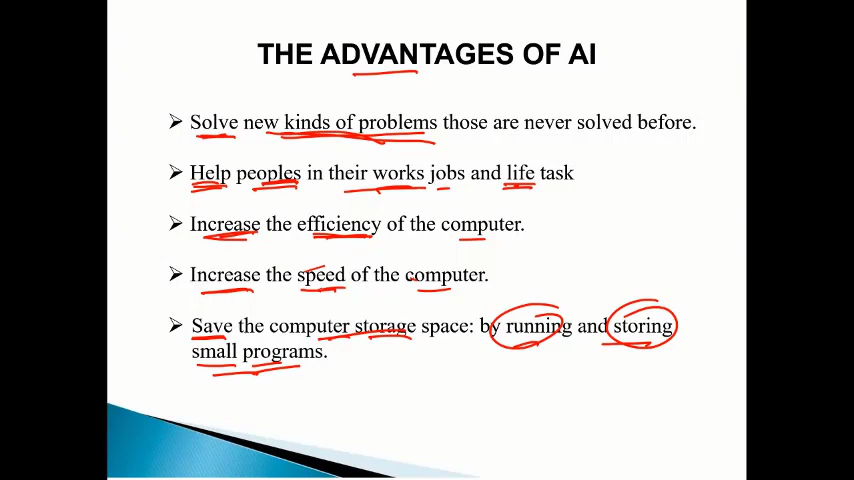 THE ADVANTAGES OF AI
➢ Solve new kinds of problems those are never solved before.
➢ Help peoples in their works jobs and life task
➢ Increase the efficiency of the computer.
➢ Increase the speed of the computer.
➢ Save the computer storage space: by running and storing
small programs.